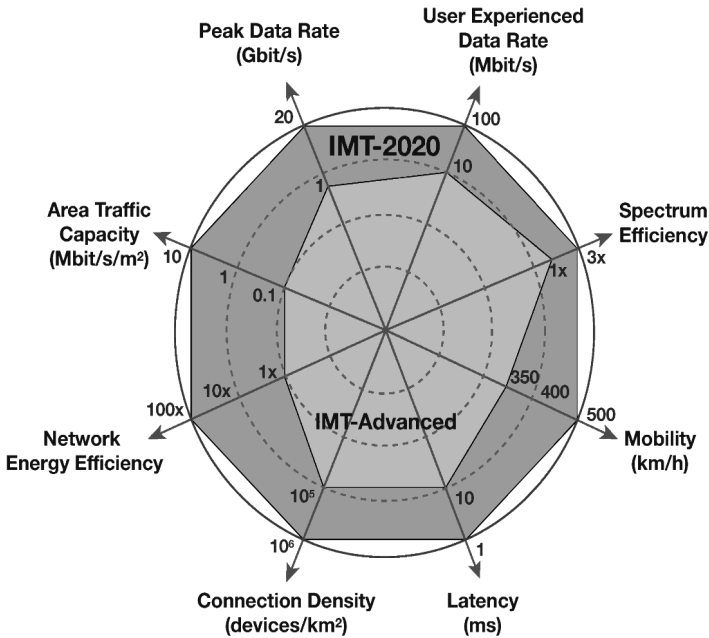 Peak Data Rate
(Gbit/s)
User Experienced
Data Rate
(Mbit/s)
20
100
IMT-2020
1
10
Area Traffic
Capacity
(Mbit/s/m²)
Spectrum
Efficiency
10
1
0.1
1x
3x
1x
10x
100x
350
400
500
Network
Energy Efficiency
IMT-Advanced
Mobility
(km/h)
10⁵
10
10⁶
1
Connection Density
(devices/km²)
Latency
(ms)